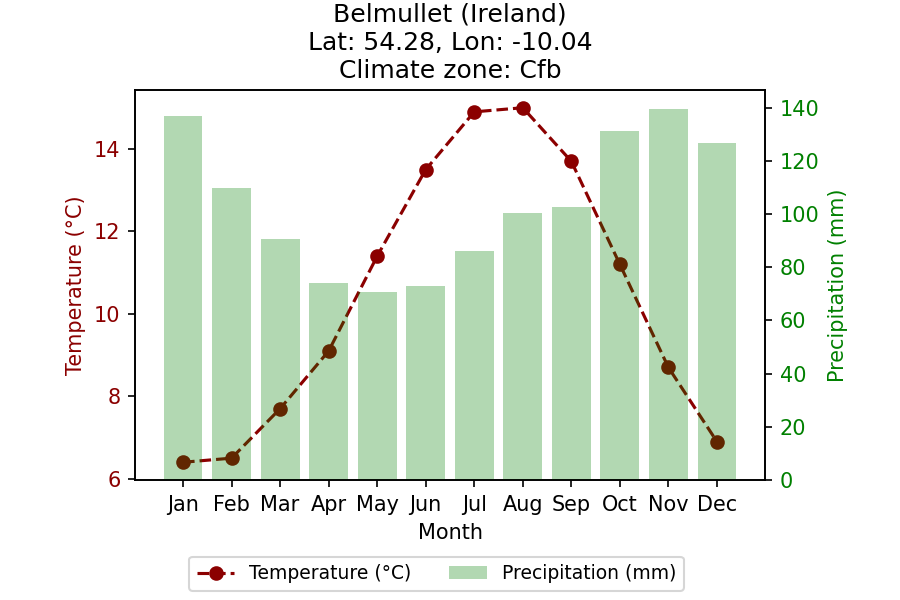 Belmullet (Ireland)
Lat: 54.28, Lon: -10.04
Climate zone: Cfb
Temperature (°C)
14
12
10
8
6
140
120
100
80
60
40
20
0
Precipitation (mm)
Jan Feb Mar Apr May Jun Jul Aug Sep Oct Nov Dec
Month
Temperature (°C) Precipitation (mm)